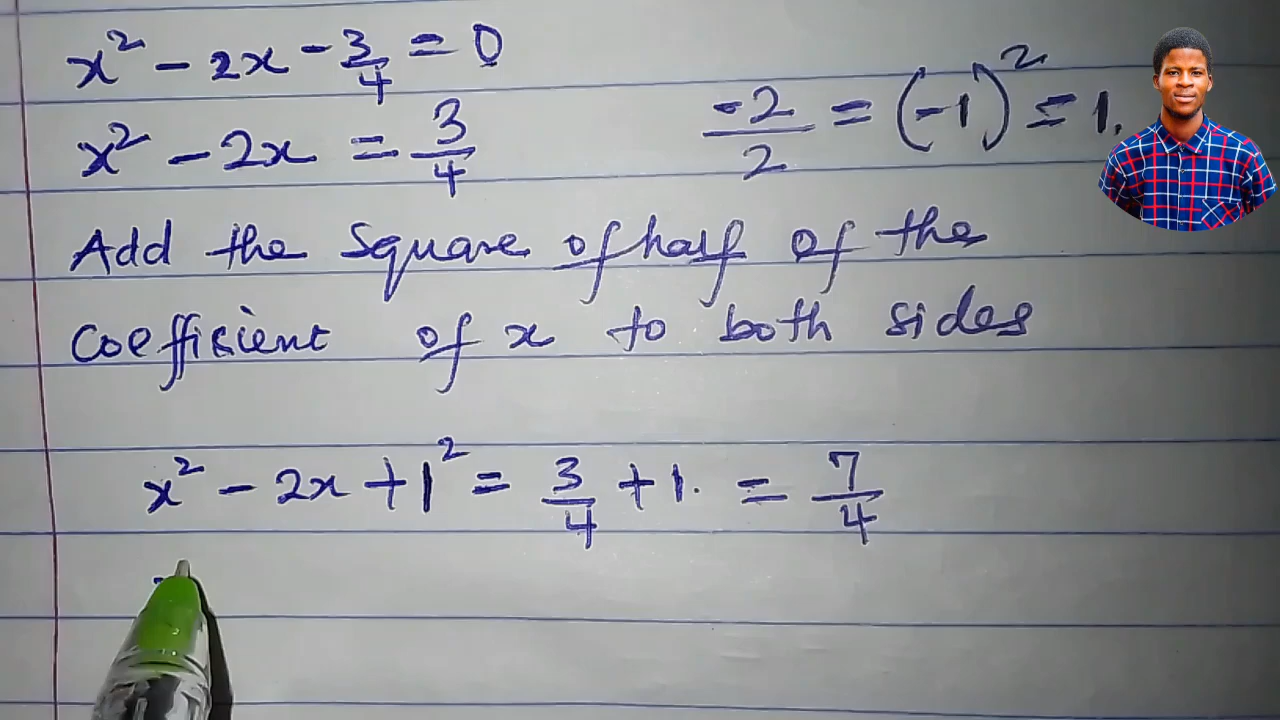 x² - 2x - 3/4 = 0
x² - 2x = 3/4
-2/2 = (-1)² = 1.
Add the Square of half of the
Coefficient of x to both sides
x² - 2x + 1² = 3/4 + 1. = 7/4